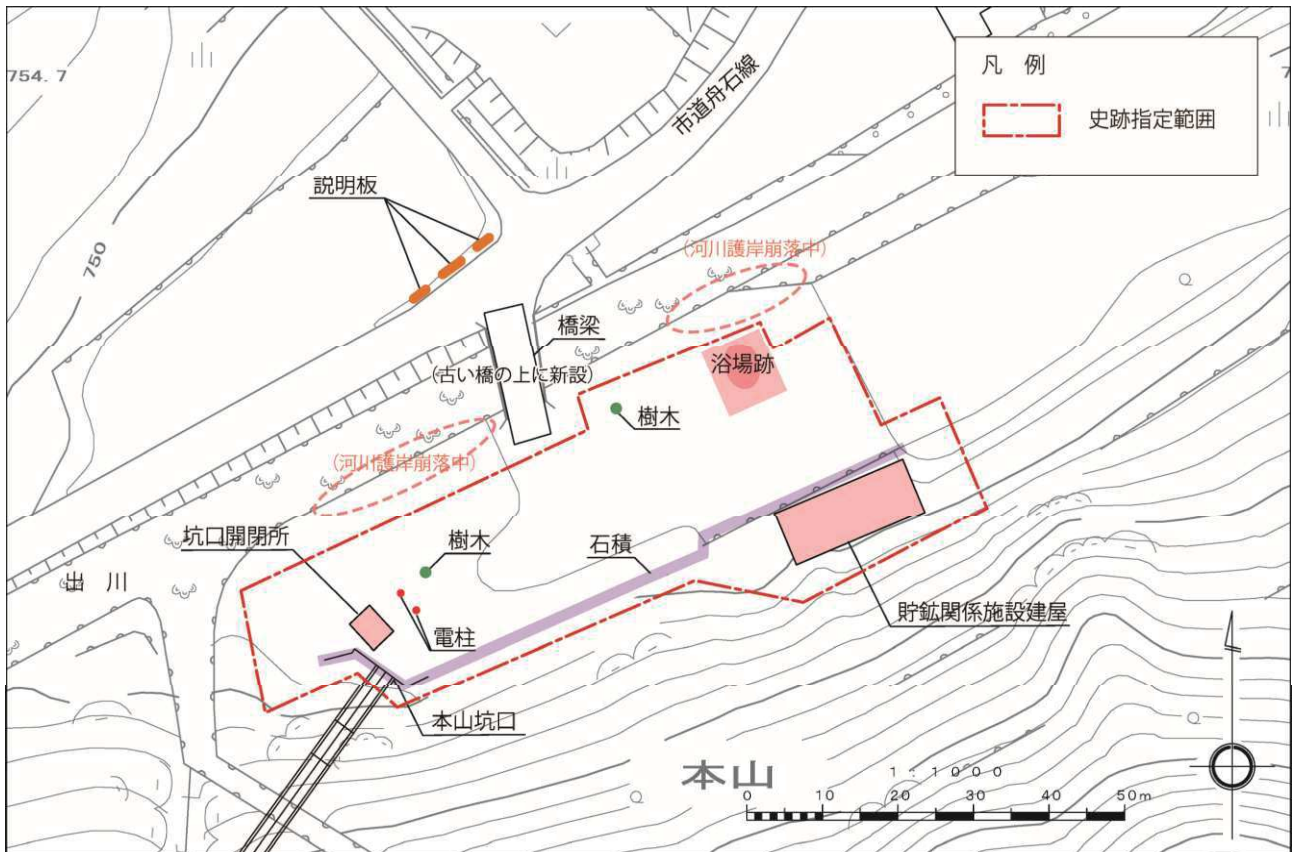 754.7
凡 例
史跡指定範囲
市道舟石線
説明板
750
(河川護岸崩落中)
橋梁
(古い橋の上に新設)
浴場跡
樹木
(河川護岸崩落中)
坑口開閉所
樹木
石積
出 川
電柱
貯鉱関係施設建屋
本山坑口
本山
1:1000
0 10 20 30 40 50m